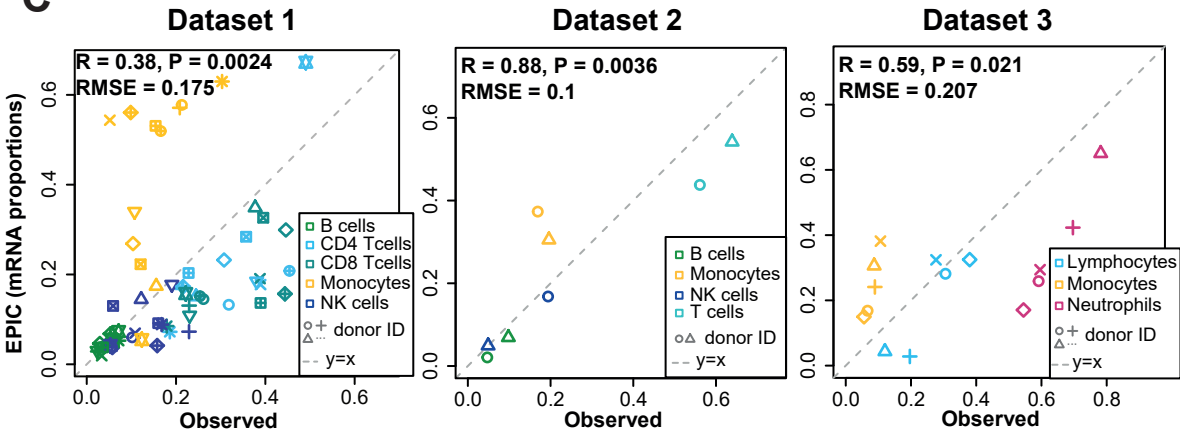 C
Dataset 1
Dataset 2
Dataset 3
EPIC (mRNA proportions)
R = 0.38, P = 0.0024
RMSE = 0.175
0.6
0.4
0.2
0.0
B cells
CD4 Tcells
CD8 Tcells
Monocytes
NK cells
donor ID
...
y=x
0.0 0.2 0.4 0.6
Observed
R = 0.88, P = 0.0036
RMSE = 0.1
0.6
0.4
0.2
0.0
B cells
Monocytes
NK cells
T cells
donor ID
...
y=x
0.0 0.2 0.4 0.6
Observed
R = 0.59, P = 0.021
RMSE = 0.207
0.8
0.6
0.4
0.2
0.0
Lymphocytes
Monocytes
Neutrophils
donor ID
...
y=x
0.0 0.2 0.4 0.6 0.8
Observed